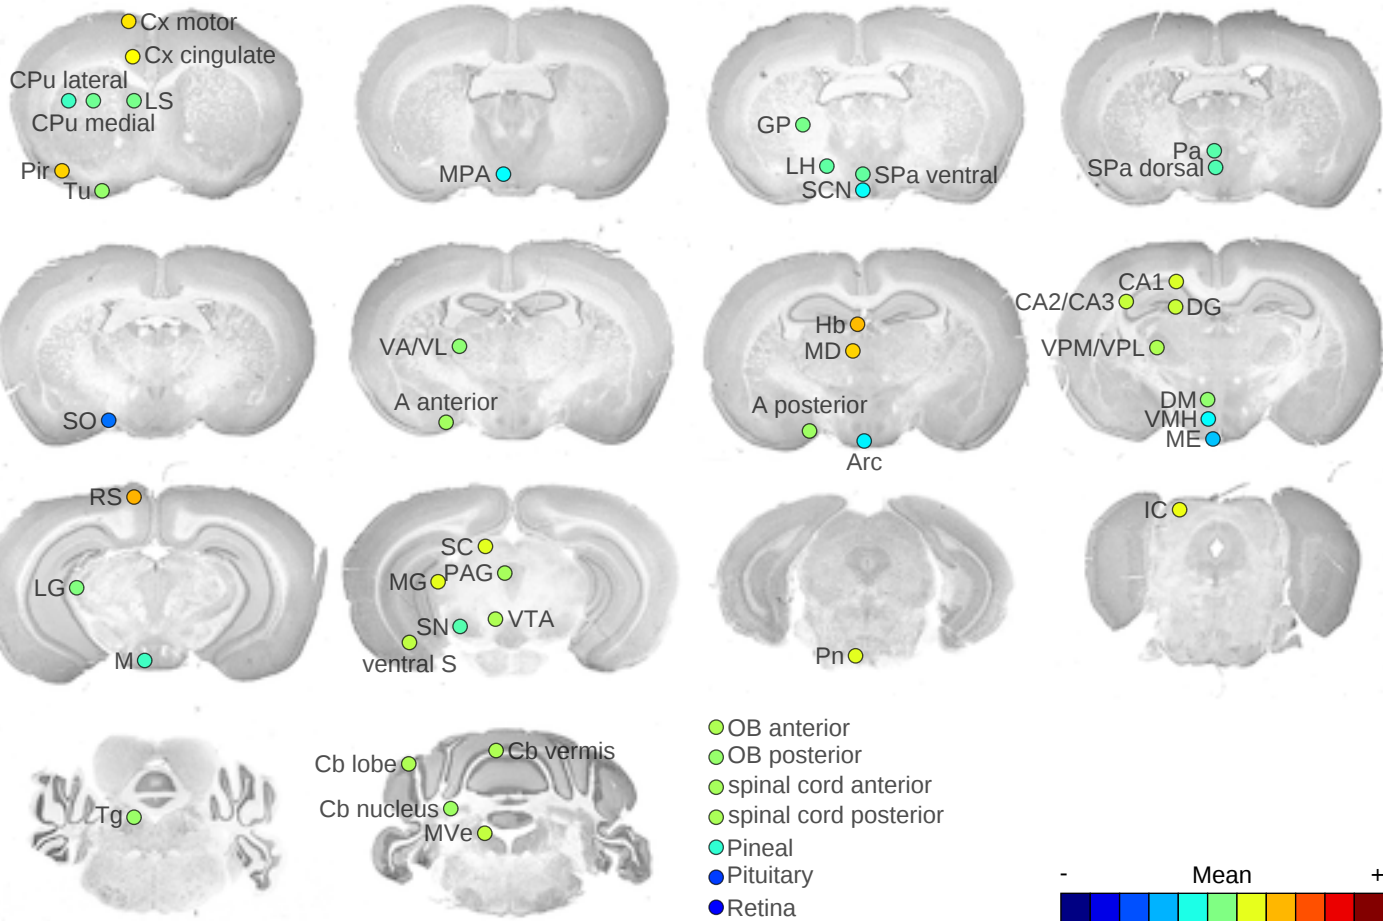 Cx motor
Cx cingulate
CPu lateral
LS
CPu medial
Pir
Tu
MPA
GP
LH
SPa ventral
SCN
Pa
SPa dorsal
SO
VA/VL
A anterior
Hb
MD
A posterior
Arc
CA1
CA2/CA3
DG
VPM/VPL
DM
VMH
ME
RS
LG
M
SC
MG
PAG
SN
VTA
ventral S
Pn
IC
Tg
Cb lobe
Cb vermis
Cb nucleus
MVe
OB anterior
OB posterior
spinal cord anterior
spinal cord posterior
Pineal
Pituitary
Retina
- Mean +